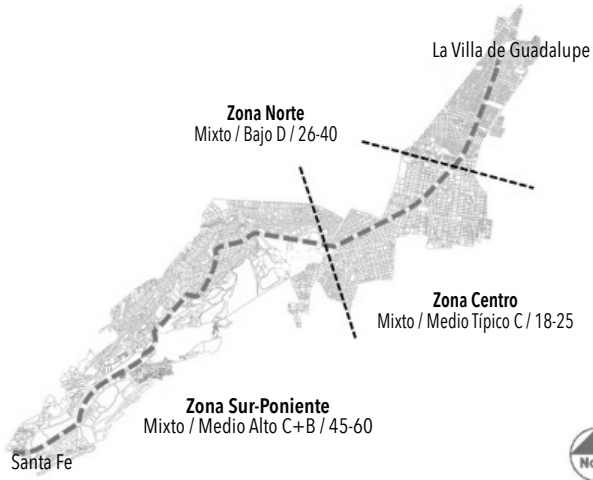 La Villa de Guadalupe
Zona Norte
Mixto / Bajo D / 26-40
Zona Centro
Mixto / Medio Típico C / 18-25
Zona Sur-Poniente
Mixto / Medio Alto C+B / 45-60
Santa Fe